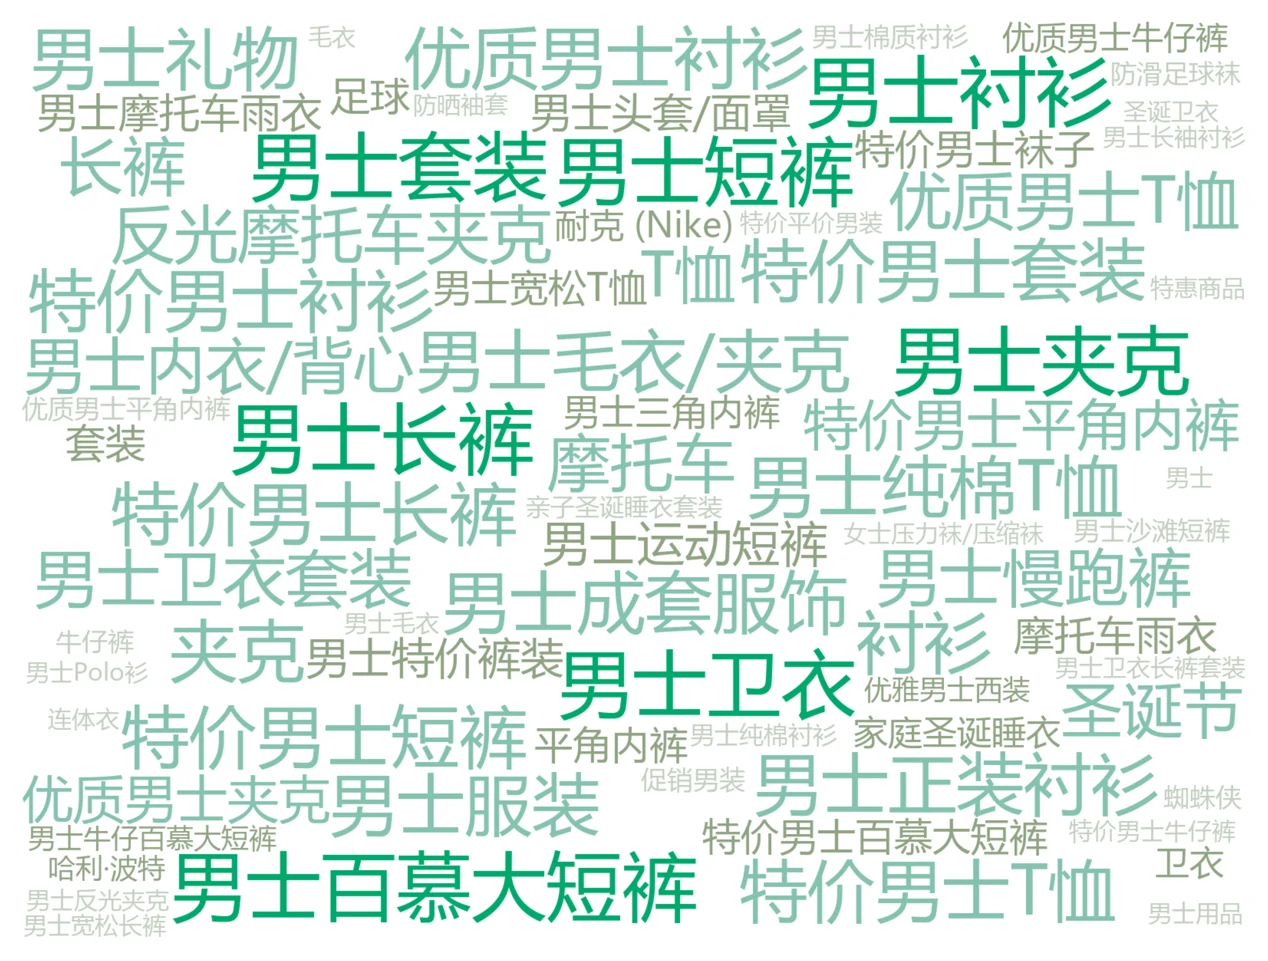 男士礼物
毛衣
优质男士衬衫
男士棉质衬衫
优质男士牛仔裤
男士摩托车雨衣
足球
防晒袖套
男士头套/面罩
男士衬衫
防滑足球袜
圣诞卫衣
男士长袖衬衫
长裤
男士套装
男士短裤
特价男士袜子
优质男士T恤
反光摩托车夹克
耐克 (Nike)
特价平价男装
特价男士衬衫
男士宽松T恤
T恤
特价男士套装
特惠商品
男士内衣/背心
男士毛衣/夹克
男士夹克
优质男士平角内裤
套装
男士长裤
男士三角内裤
特价男士平角内裤
摩托车
男士纯棉T恤
男士
特价男士长裤
亲子圣诞睡衣套装
男士运动短裤
女士压力袜/压缩袜
男士沙滩短裤
男士卫衣套装
男士成套服饰
男士慢跑裤
牛仔裤
男士Polo衫
夹克
男士毛衣
男士特价裤装
男士卫衣
衬衫
摩托车雨衣
男士卫衣长裤套装
优雅男士西装
圣诞节
连体衣
特价男士短裤
平角内裤
男士纯棉衬衫
家庭圣诞睡衣
优质男士夹克
男士服装
促销男装
男士正装衬衫
蜘蛛侠
男士牛仔百慕大短裤
特价男士百慕大短裤
特价男士牛仔裤
哈利·波特
男士百慕大短裤
特价男士T恤
卫衣
男士反光夹克
男士宽松长裤
男士用品